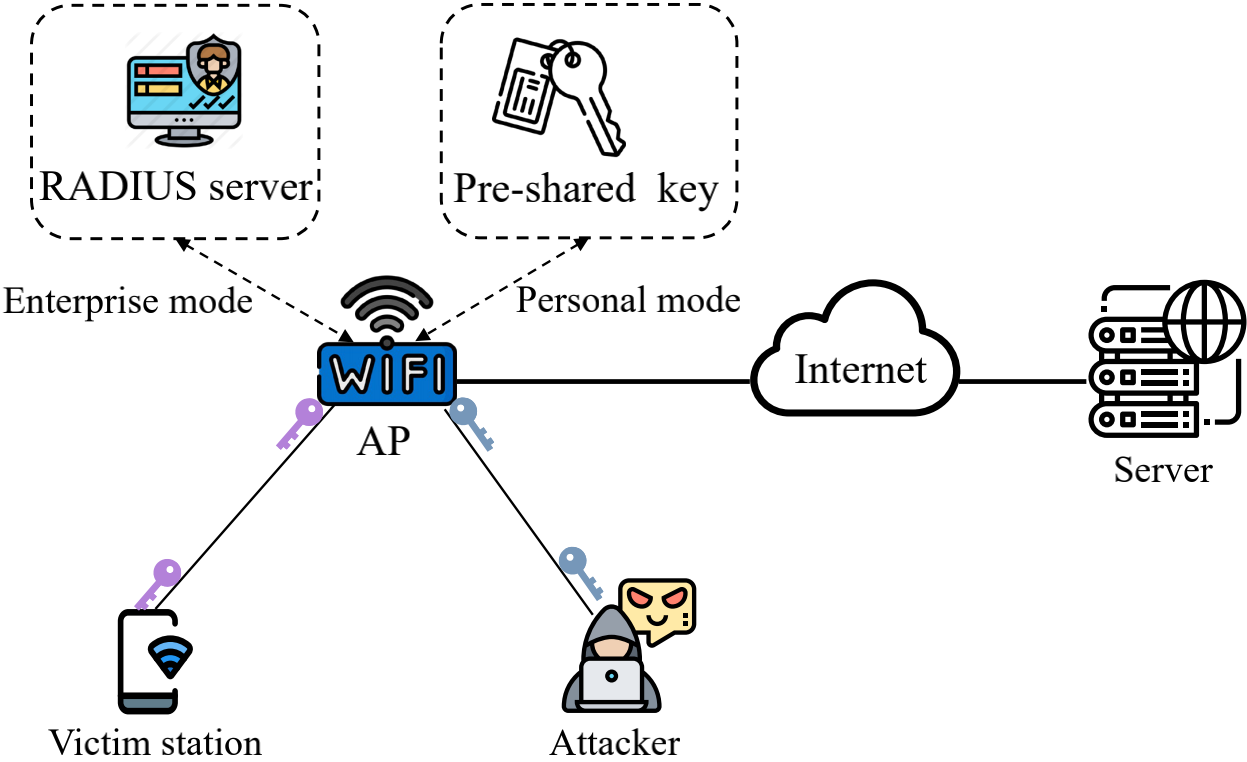 RADIUS server
Pre-shared key
Enterprise mode
Personal mode
WiFi
Internet
AP
Server
Victim station
Attacker